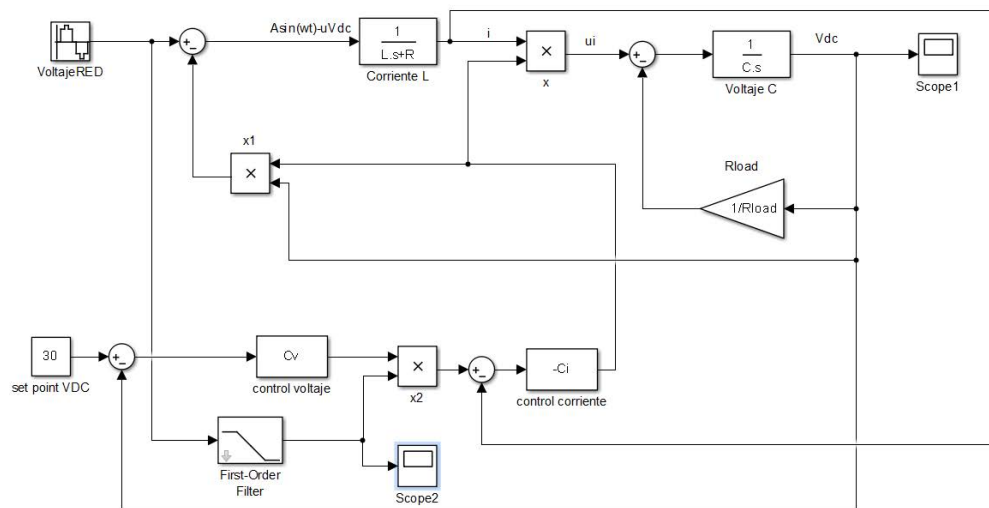 VoltajeRED
+
−
Asin(wt)-uVdc
1
L.s+R
Corriente L
i
×
x
ui
+
−
1
C.s
Voltaje C
Vdc
Scope1
x1
×
Rload
1/Rload
30
set point VDC
+
−
Cv
control voltaje
×
x2
+
−
-Ci
control corriente
First-Order
Filter
Scope2